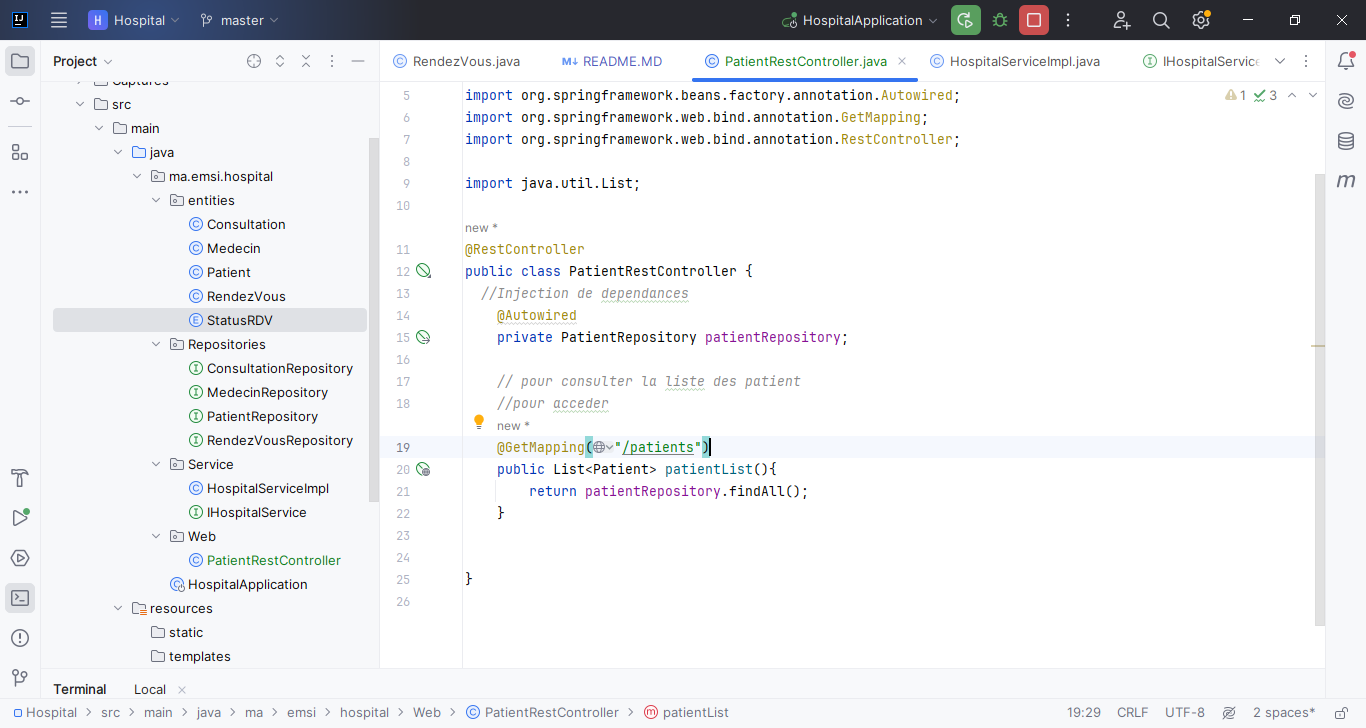 H Hospital master HospitalApplication
Project
RendezVous.java README.MD PatientRestController.java HospitalServiceImpl.java IHospitalService
Captures
src
main
java
ma.emsi.hospital
entities
Consultation
Medecin
Patient
RendezVous
StatusRDV
Repositories
ConsultationRepository
MedecinRepository
PatientRepository
RendezVousRepository
Service
HospitalServiceImpl
IHospitalService
Web
PatientRestController
HospitalApplication
resources
static
templates
1 3
5 import org.springframework.beans.factory.annotation.Autowired;
6 import org.springframework.web.bind.annotation.GetMapping;
7 import org.springframework.web.bind.annotation.RestController;
8
9 import java.util.List;
10
new *
11 @RestController
12 public class PatientRestController {
13 //Injection de dependances
14 @Autowired
15 private PatientRepository patientRepository;
16
17 // pour consulter la liste des patient
18 //pour acceder
new *
19 @GetMapping("/patients")
20 public List<Patient> patientList(){
21 return patientRepository.findAll();
22 }
23
24
25 }
26
Terminal Local
Hospital > src > main > java > ma > emsi > hospital > Web > PatientRestController > patientList 19:29 CRLF UTF-8 2 spaces*